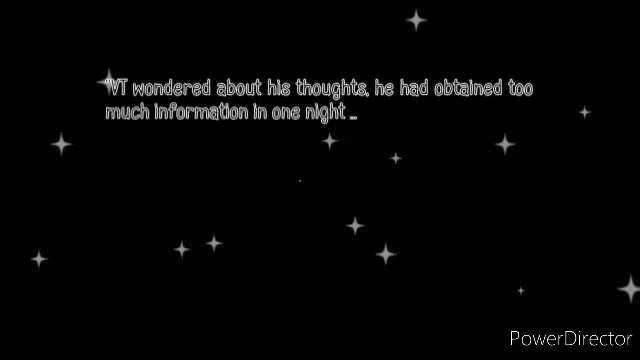 "VT wondered about his thoughts, he had obtained too
much information in one night ...
PowerDirector